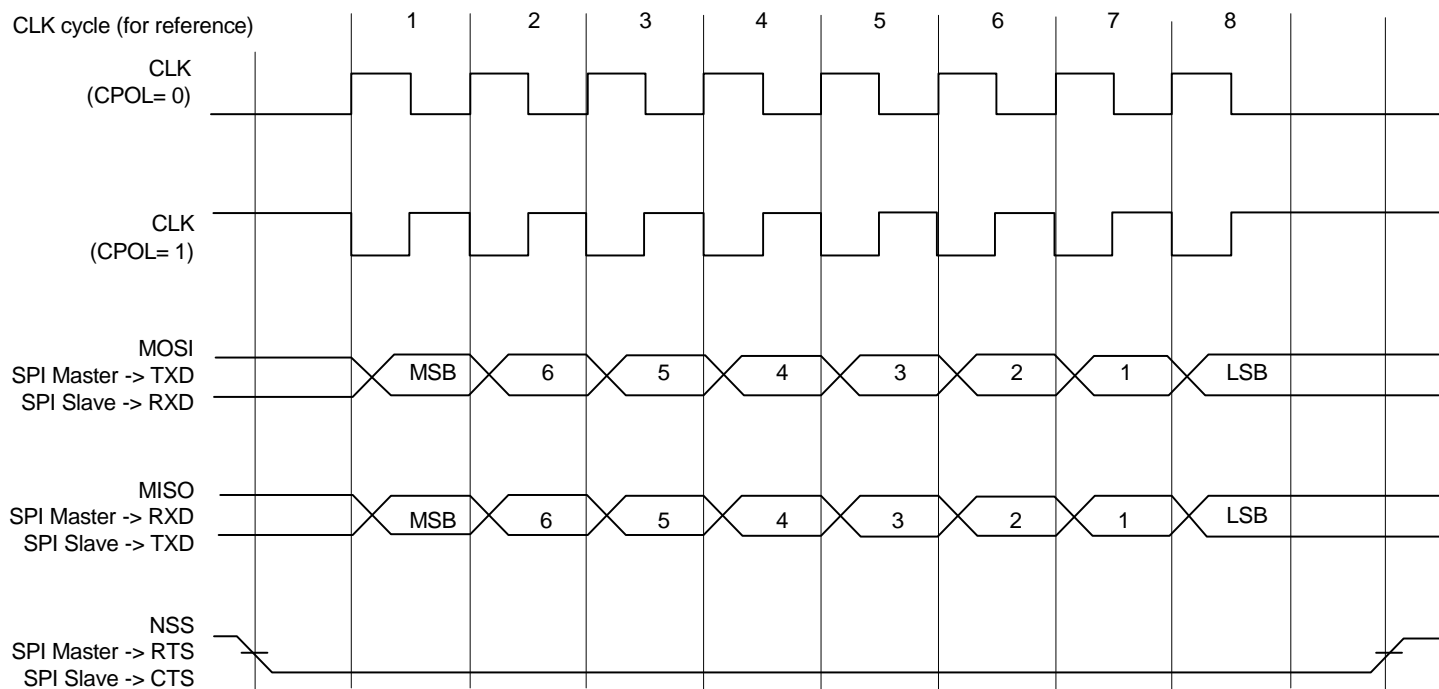 CLK cycle (for reference) 1 2 3 4 5 6 7 8
CLK
(CPOL= 0)
CLK
(CPOL= 1)
MOSI
SPI Master -> TXD
SPI Slave -> RXD
MSB 6 5 4 3 2 1 LSB
MISO
SPI Master -> RXD
SPI Slave -> TXD
MSB 6 5 4 3 2 1 LSB
NSS
SPI Master -> RTS
SPI Slave -> CTS